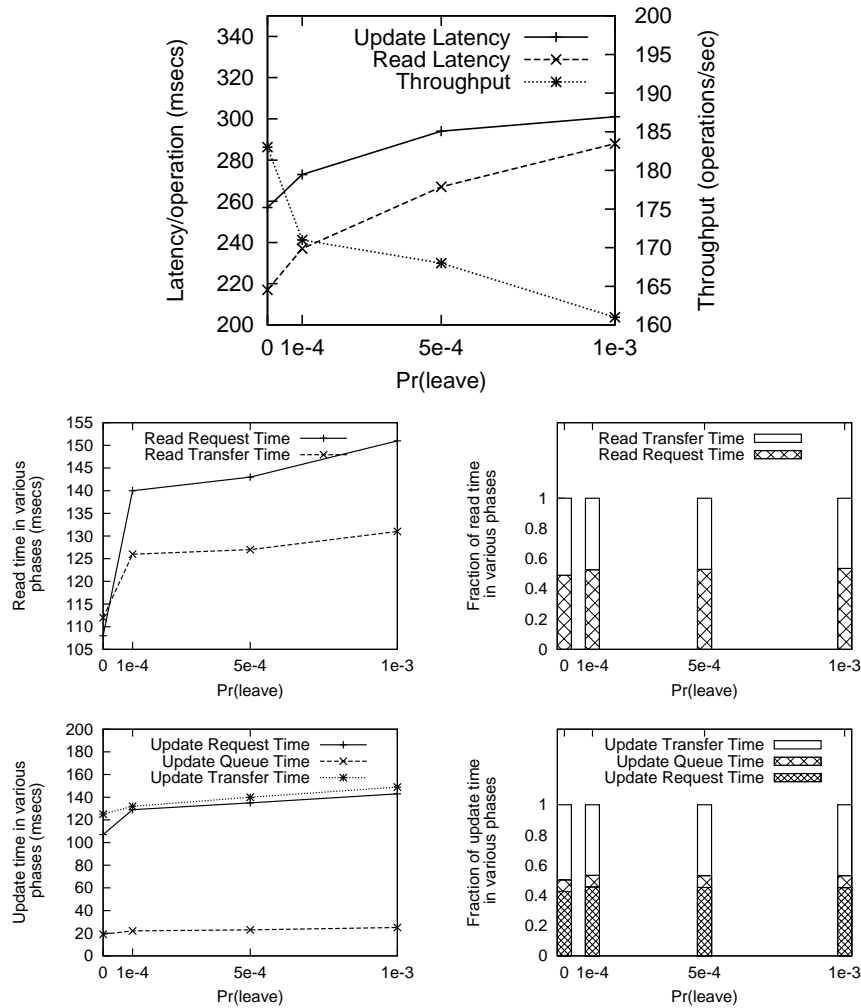 340
320
300
280
260
240
220
200
Latency/operation (msecs)
Update Latency
Read Latency
Throughput
200
195
190
185
180
175
170
165
160
Throughput (operations/sec)
0 1e-4 5e-4 1e-3
Pr(leave)
155
150
145
140
135
130
125
120
115
110
105
Read time in various
phases (msecs)
Read Request Time
Read Transfer Time
0 1e-4 5e-4 1e-3
Pr(leave)
1
0.8
0.6
0.4
0.2
0
Fraction of read time
in various phases
Read Transfer Time
Read Request Time
0 1e-4 5e-4 1e-3
Pr(leave)
200
180
160
140
120
100
80
60
40
20
0
Update time in various
phases (msecs)
Update Request Time
Update Queue Time
Update Transfer Time
0 1e-4 5e-4 1e-3
Pr(leave)
1
0.8
0.6
0.4
0.2
0
Fraction of update time
in various phases
Update Transfer Time
Update Queue Time
Update Request Time
0 1e-4 5e-4 1e-3
Pr(leave)